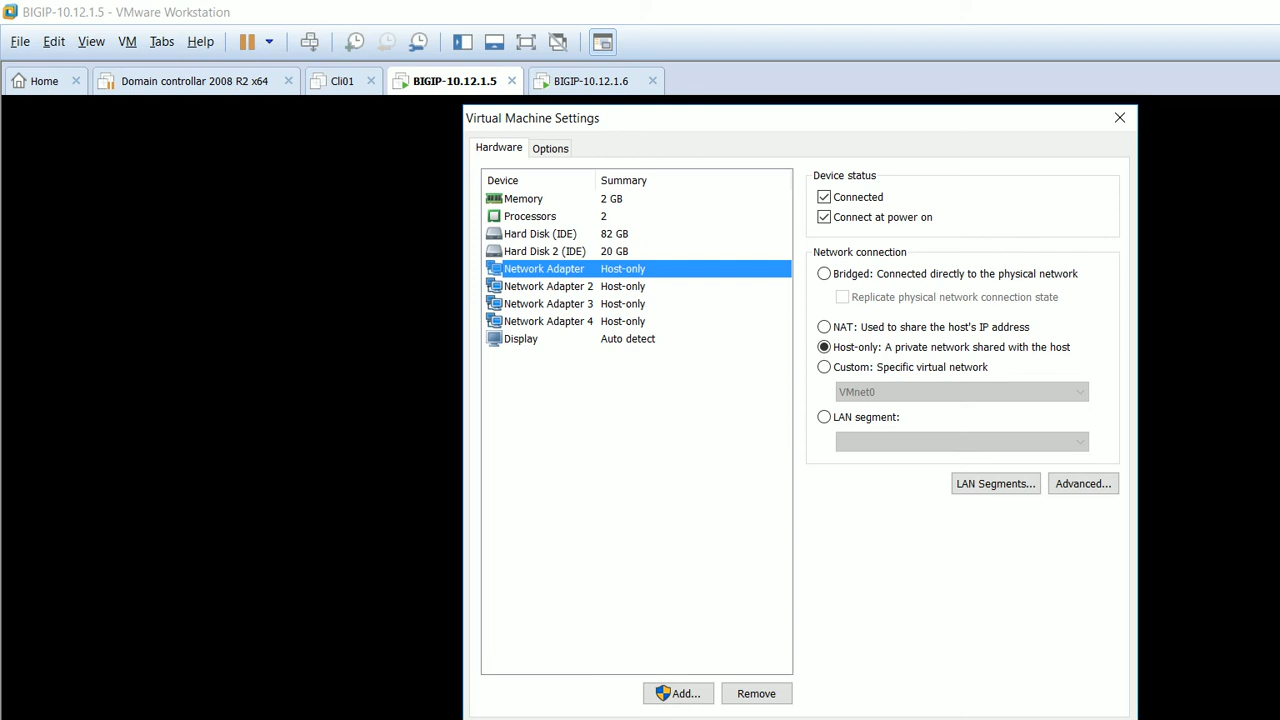 BIGIP-10.12.1.5 - VMware Workstation
File Edit View VM Tabs Help
Home Domain controllar 2008 R2 x64 Cli01 BIGIP-10.12.1.5 BIGIP-10.12.1.6
Virtual Machine Settings
Hardware Options
Device Summary
Memory 2 GB
Processors 2
Hard Disk (IDE) 82 GB
Hard Disk 2 (IDE) 20 GB
Network Adapter Host-only
Network Adapter 2 Host-only
Network Adapter 3 Host-only
Network Adapter 4 Host-only
Display Auto detect
Add... Remove
Device status
Connected
Connect at power on
Network connection
Bridged: Connected directly to the physical network
Replicate physical network connection state
NAT: Used to share the host's IP address
Host-only: A private network shared with the host
Custom: Specific virtual network
VMnet0
LAN segment:
LAN Segments... Advanced...